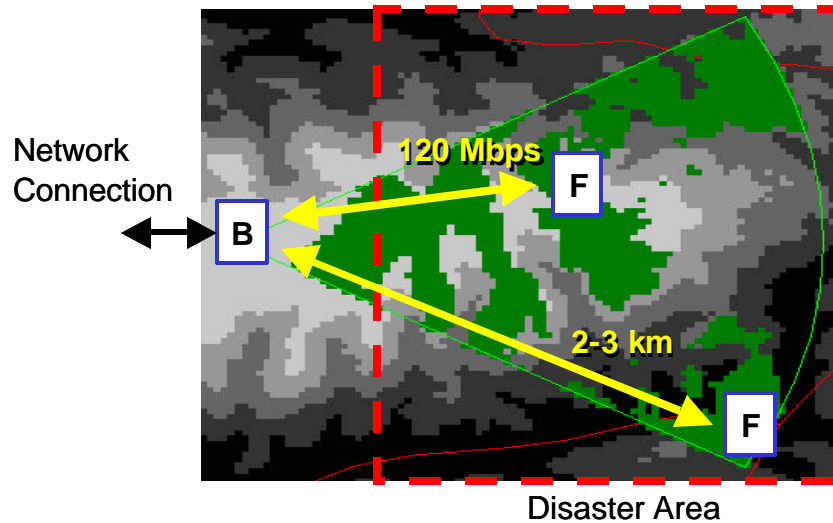 Network
Connection
120 Mbps
B
F
2-3 km
F
Disaster Area